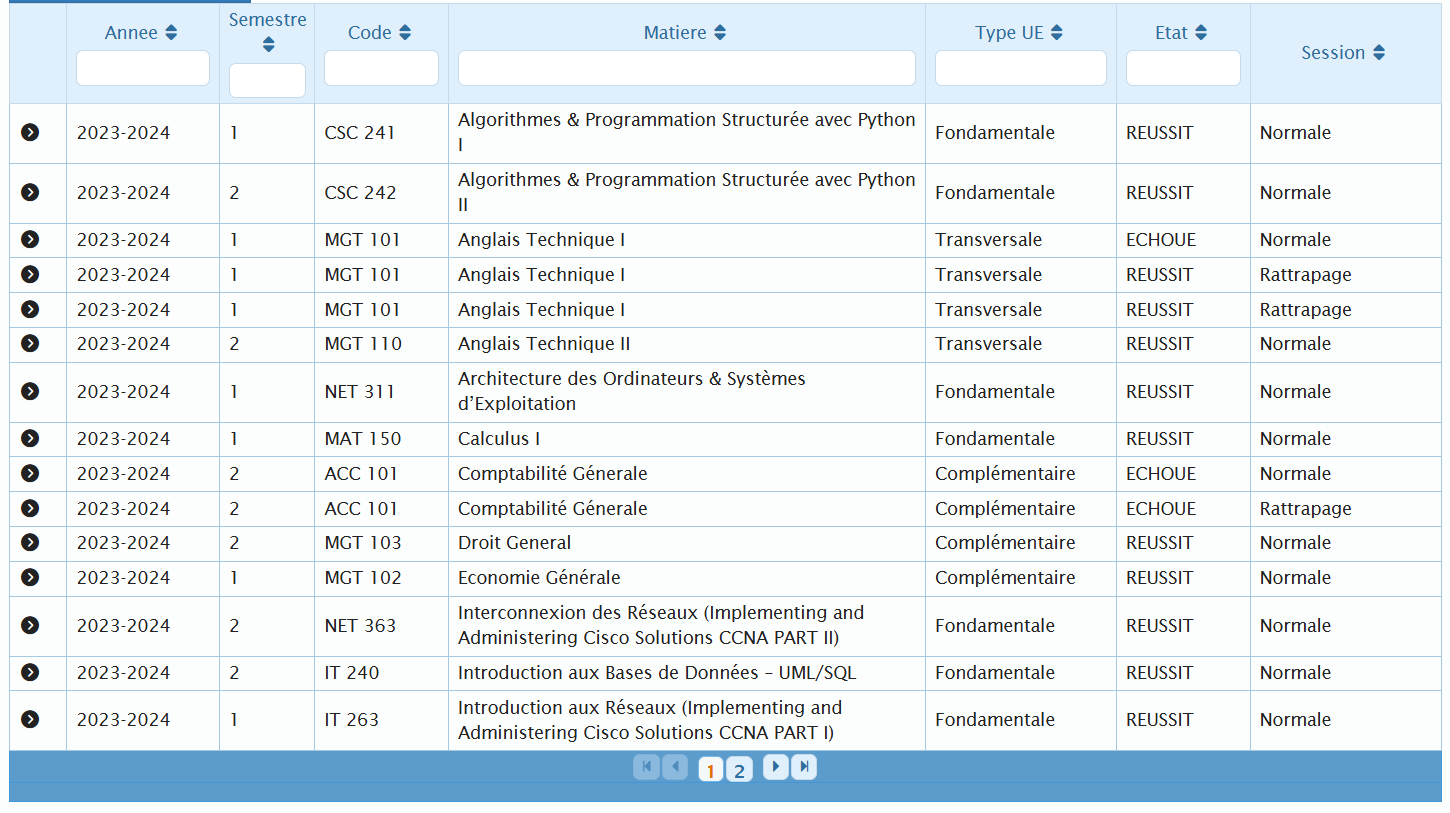 Annee
Semestre
Code
Matiere
Type UE
Etat
Session
2023-2024 1 CSC 241 Algorithmes & Programmation Structurée avec Python
I Fondamentale REUSSIT Normale
2023-2024 2 CSC 242 Algorithmes & Programmation Structurée avec Python
II Fondamentale REUSSIT Normale
2023-2024 1 MGT 101 Anglais Technique I Transversale ECHOUE Normale
2023-2024 1 MGT 101 Anglais Technique I Transversale REUSSIT Rattrapage
2023-2024 1 MGT 101 Anglais Technique I Transversale REUSSIT Rattrapage
2023-2024 2 MGT 110 Anglais Technique II Transversale REUSSIT Normale
2023-2024 1 NET 311 Architecture des Ordinateurs & Systèmes
d’Exploitation Fondamentale REUSSIT Normale
2023-2024 1 MAT 150 Calculus I Fondamentale REUSSIT Normale
2023-2024 2 ACC 101 Comptabilité Génerale Complémentaire ECHOUE Normale
2023-2024 2 ACC 101 Comptabilité Génerale Complémentaire ECHOUE Rattrapage
2023-2024 2 MGT 103 Droit General Complémentaire REUSSIT Normale
2023-2024 1 MGT 102 Economie Générale Complémentaire REUSSIT Normale
2023-2024 2 NET 363 Interconnexion des Réseaux (Implementing and
Administering Cisco Solutions CCNA PART II) Fondamentale REUSSIT Normale
2023-2024 2 IT 240 Introduction aux Bases de Données – UML/SQL Fondamentale REUSSIT Normale
2023-2024 1 IT 263 Introduction aux Réseaux (Implementing and
Administering Cisco Solutions CCNA PART I) Fondamentale REUSSIT Normale
1 2